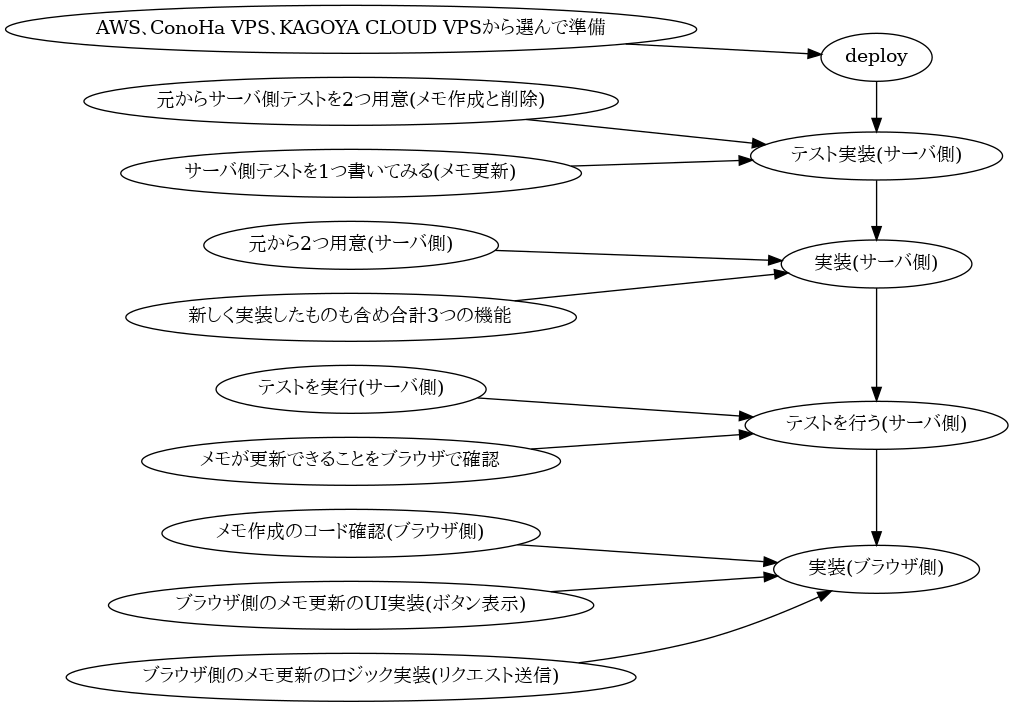 AWS、ConoHa VPS、KAGOYA CLOUD VPSから選んで準備
deploy
元からサーバ側テストを2つ用意(メモ作成と削除)
テスト実装(サーバ側)
サーバ側テストを1つ書いてみる(メモ更新)
元から2つ用意(サーバ側)
実装(サーバ側)
新しく実装したものも含め合計3つの機能
テストを実行(サーバ側)
テストを行う(サーバ側)
メモが更新できることをブラウザで確認
メモ作成のコード確認(ブラウザ側)
実装(ブラウザ側)
ブラウザ側のメモ更新のUI実装(ボタン表示)
ブラウザ側のメモ更新のロジック実装(リクエスト送信)